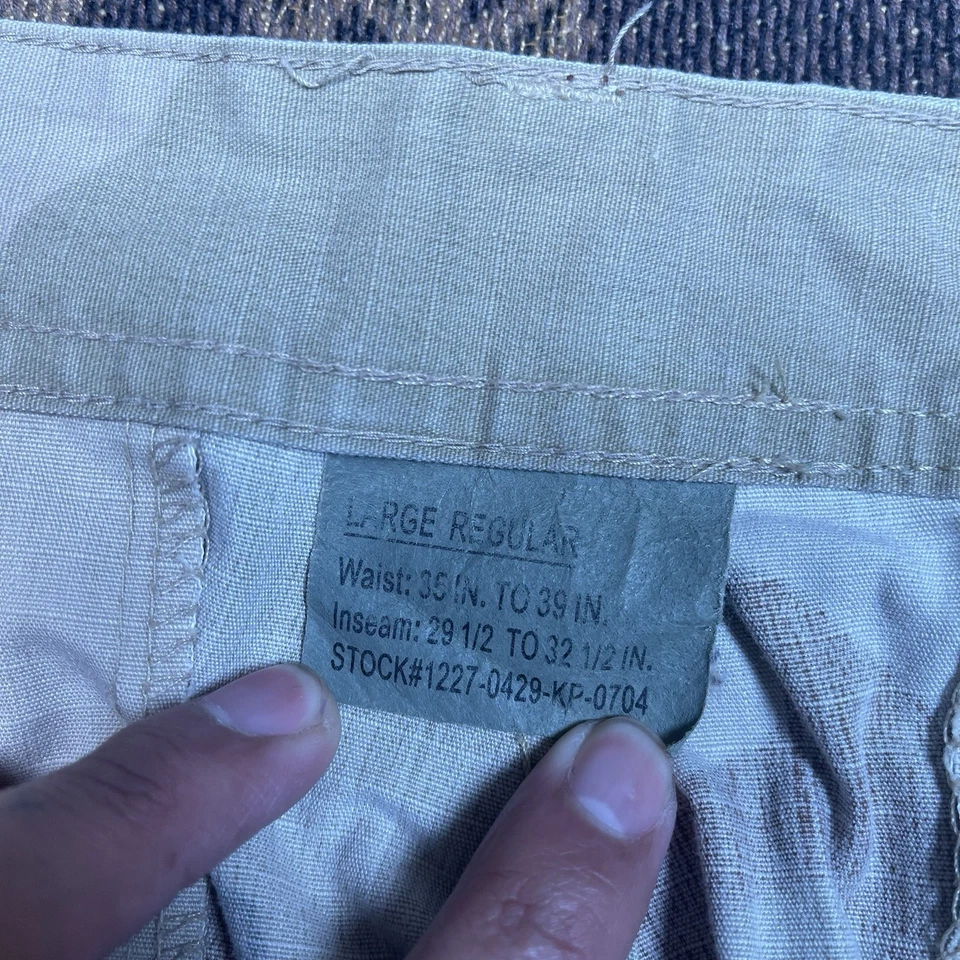 LARGE REGULAR
Waist: 35 IN. TO 39 IN.
Inseam: 29 1/2 TO 32 1/2 IN.
STOCK#1227-0429-KP-0704